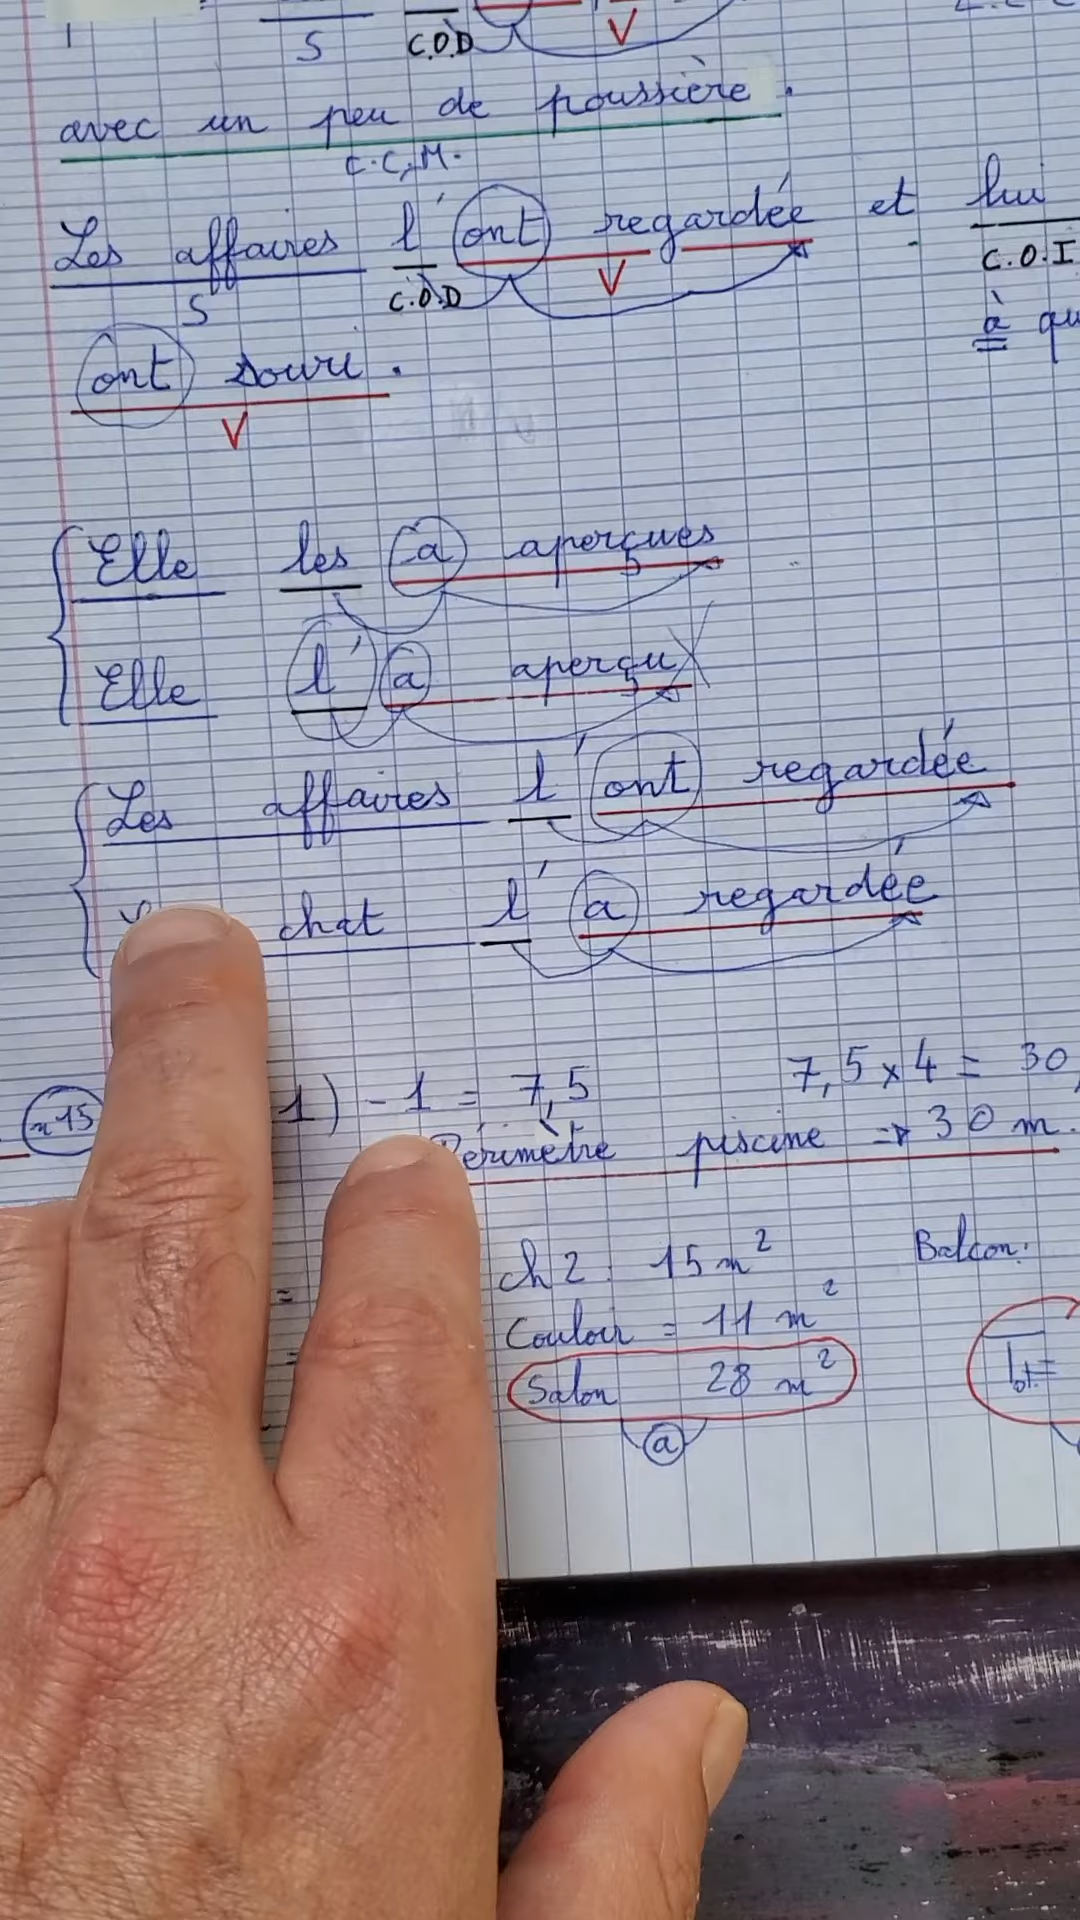 S C.O.D V
avec un peu de poussière.
C.C.M.
Les affaires l'ont regardée et lui
S C.O.D V C.O.I
à
ont souri.
V
Elle les a aperçues
Elle l'a aperçu
Les affaires l'ont regardée
chat l'a regardée
n°15 1) - 1 = 7,5 7,5 x 4 = 30,
Périmètre piscine => 30 m.
= ch 2 : 15 m² Balcon:
= Couloir = 11 m²
Salon 28 m² tot=
a